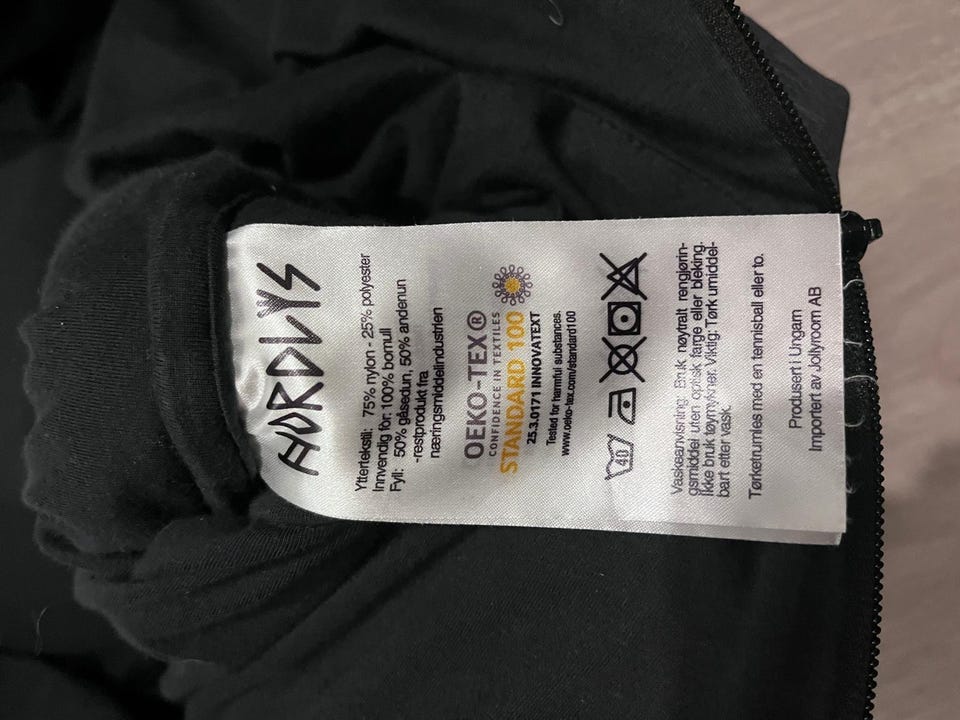 NORDLYS
Yttertekstil: 75% nylon - 25% polyester
Innvendig fôr: 100% bomull
Fyll: 50% gåsedun, 50% andenun
-restprodukt fra
næringsmiddelindustrien
OEKO-TEX®
CONFIDENCE IN TEXTILES
STANDARD 100
25.3.0171 INNOVATEXT
Tested for harmful substances.
www.oeko-tex.com/standard100
40
Vaskeanvisning: Bruk nøytralt rengjørin-
gsmiddel uten optisk farge eller bleking.
Ikke bruk tøymykner. Viktig: Tørk umiddel-
bart etter vask.
Tørketrumles med en tennisball eller to.
Produsert i Ungarn
Importert av Jollyroom AB